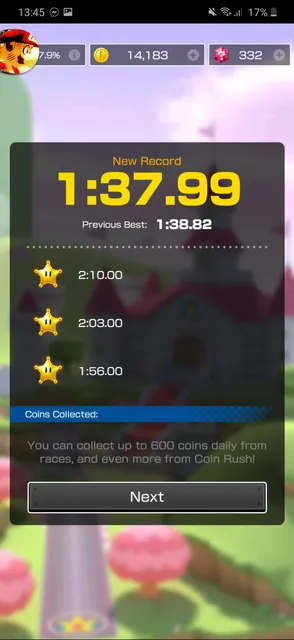 13:45 17%
7.9% 14,183 332
New Record
1:37.99
Previous Best: 1:38.82
2:10.00
2:03.00
1:56.00
Coins Collected:
You can collect up to 600 coins daily from
races, and even more from Coin Rush!
Next